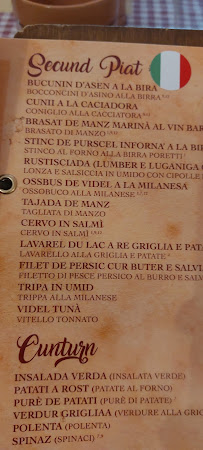 Secund Piat
BUCUNIN D'ASEN A LA BIRA
BOCCONCINI D'ASINO ALLA BIRRA
CUNII A LA CACIADORA
CONIGLIO ALLA CACCIATORA
BRASAT DE MANZ MARINÀ AL VIN BAR
BRASATO DI MANZO
STINC DE PURSCEL INFORNA' A LA BI
STINCO AL FORNO ALLA BIRRA PORETTI
RUSTISCIADA (LUMBER E LUGANIGA C
LONZA E SALSICCIA IN UMIDO CON CIPOLLE
OSSBUS DE VIDEL A LA MILANESA
OSSOBUCO ALLA MILANESE
TAJADA DE MANZ
TAGLIATA DI MANZO
CERVO IN SALMÌ
CERVO IN SALMÌ
LAVAREL DU LAC A RE GRIGLIA E PAT
LAVARELLO ALLA GRIGLIA E PATATE
FILET DE PERSIC CUR BUTER E SALVI
FILETTO DI PESCE PERSICO AL BURRO E SALV
TRIPA IN UMID
TRIPPA ALLA MILANESE
VIDEL TUNÀ
VITELLO TONNATO
Cunturn
INSALADA VERDA (INSALATA VERDE)
PATATI A ROST (PATATE AL FORNO)
PURÈ DE PATATI (PURÈ DI PATATE)
VERDUR GRIGLIAA (VERDURE ALLA GRI
POLENTA (POLENTA)
SPINAZ (SPINACI)